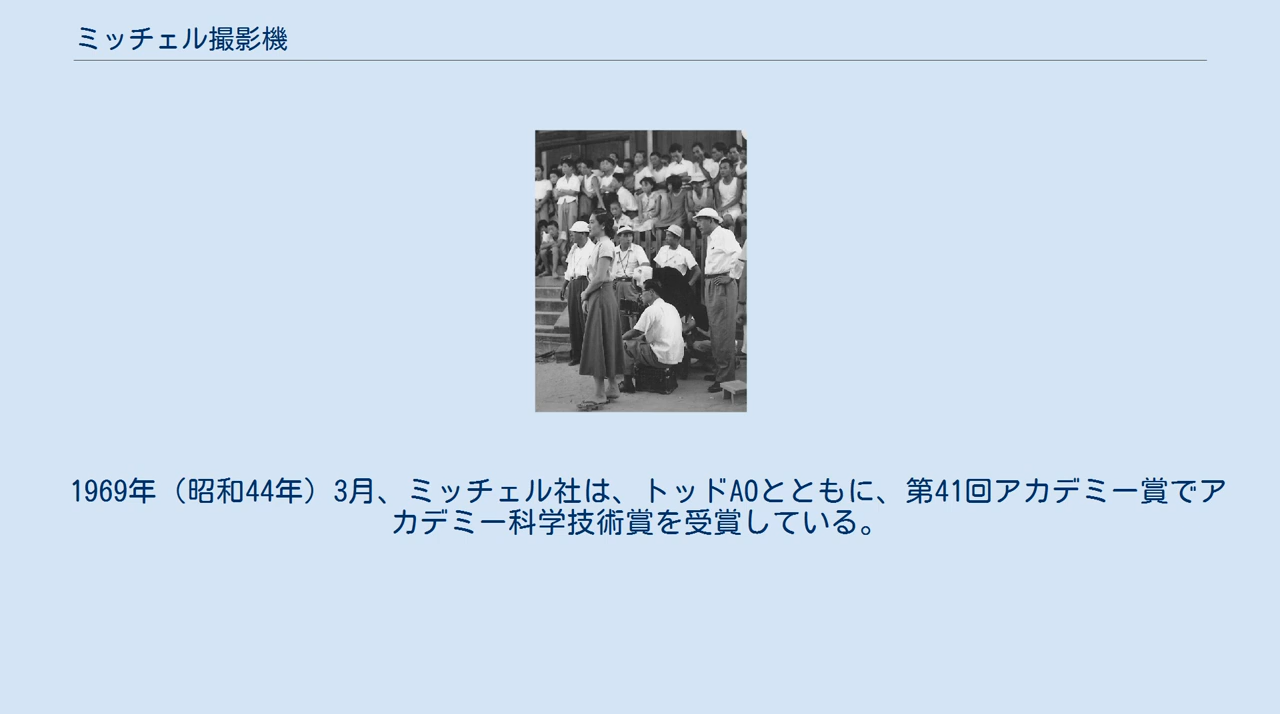 ミッチェル撮影機
1969年（昭和44年）3月、ミッチェル社は、トッドAOとともに、第41回アカデミー賞でア
カデミー科学技術賞を受賞している。